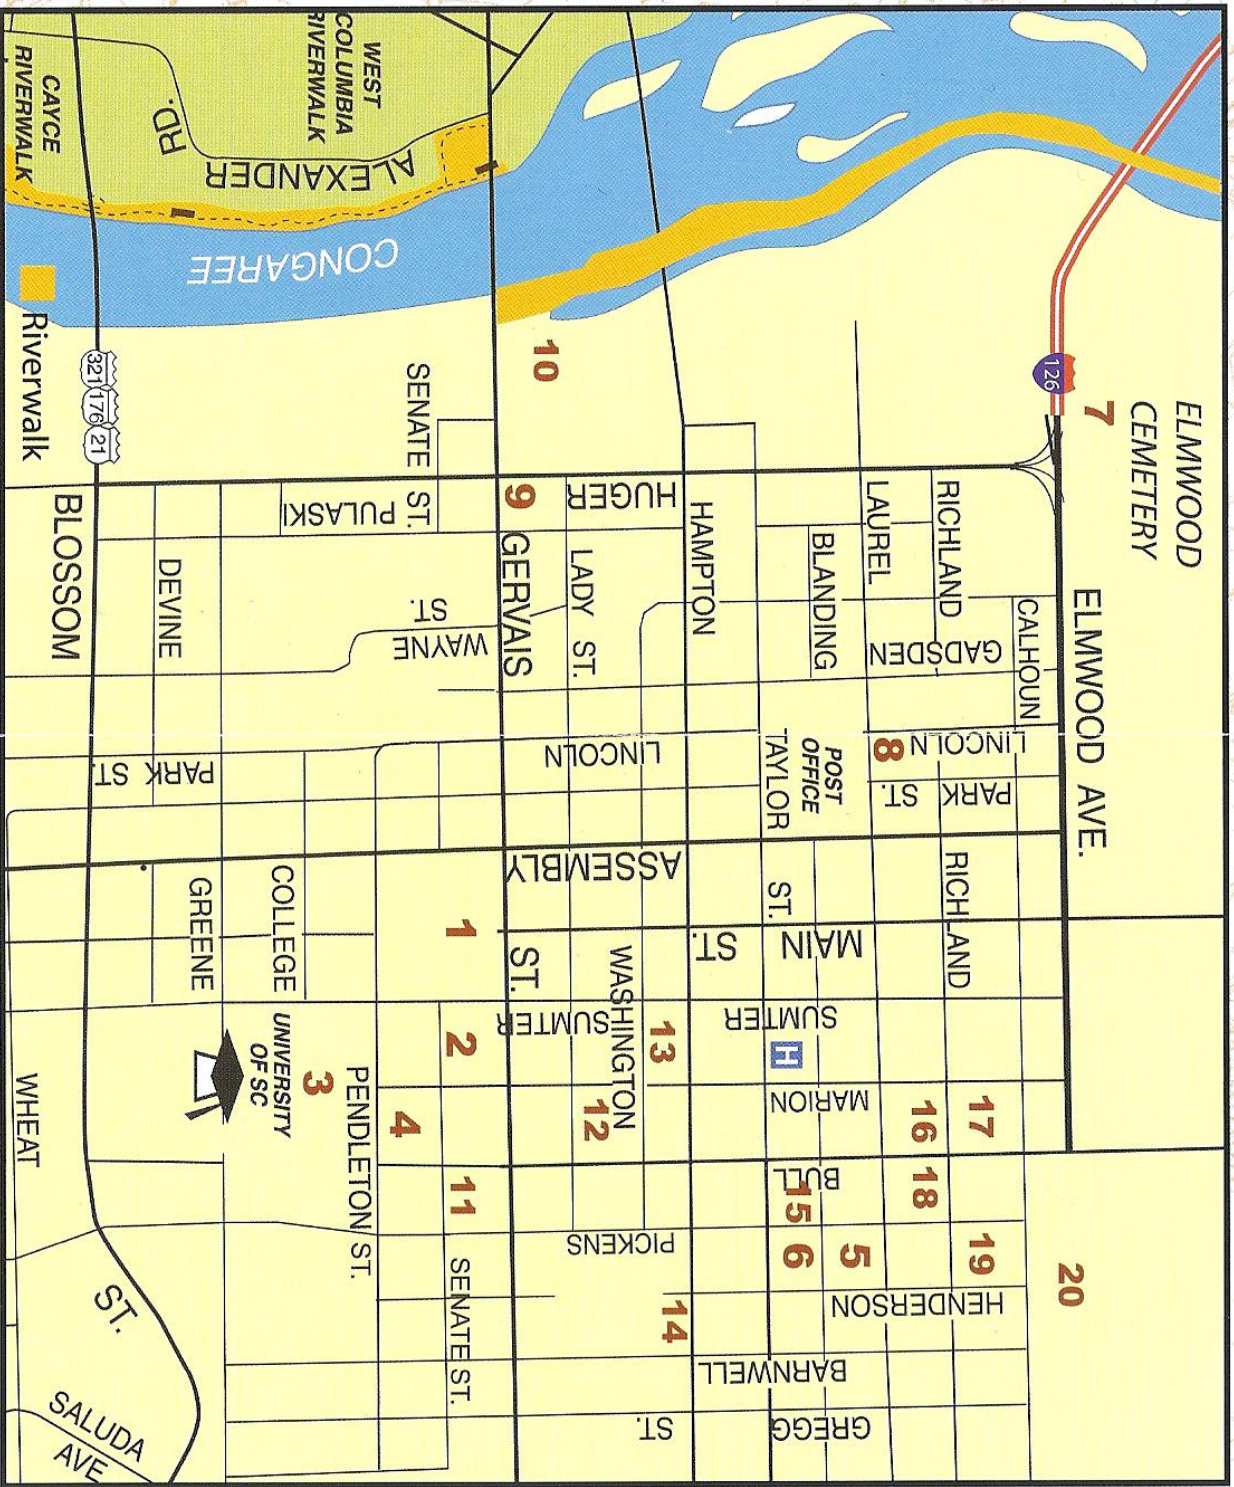 ELMWOOD
CEMETERY
7
126
ELMWOOD AVE.
CALHOUN
RICHLAND
LAUREL
BLANDING
HAMPTON
HUGER
GADSDEN
LINCOLN
PARK ST.
8
POST
OFFICE
TAYLOR
ST.
RICHLAND
WEST
COLUMBIA
RIVERWALK
CAYCE
RIVERWALK
ALEXANDER
RD.
CONGAREE
Riverwalk
321 176 21
10
9
SENATE ST.
PULASKI
GERVAIS
ST.
LADY ST.
WAYNE
ST.
DEVINE
BLOSSOM
ST.
LINCOLN
PARK ST.
ASSEMBLY
MAIN ST.
WASHINGTON
SUMTER
SUMTER
H
MARION
BULL
PICKENS
HENDERSON
BARNWELL
GREGG
ST.
COLLEGE
GREENE
1
2
3
UNIVERSITY
OF SC
PENDLETON ST.
4
11
SENATE ST.
13
12
14
17
16
18
15
6
5
19
20
WHEAT
SALUDA
AVE